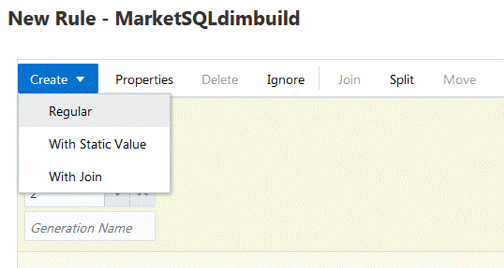 New Rule - MarketSQLdimbuild
Create Properties Delete Ignore Join Split Move
Regular
With Static Value
With Join
2
Generation Name